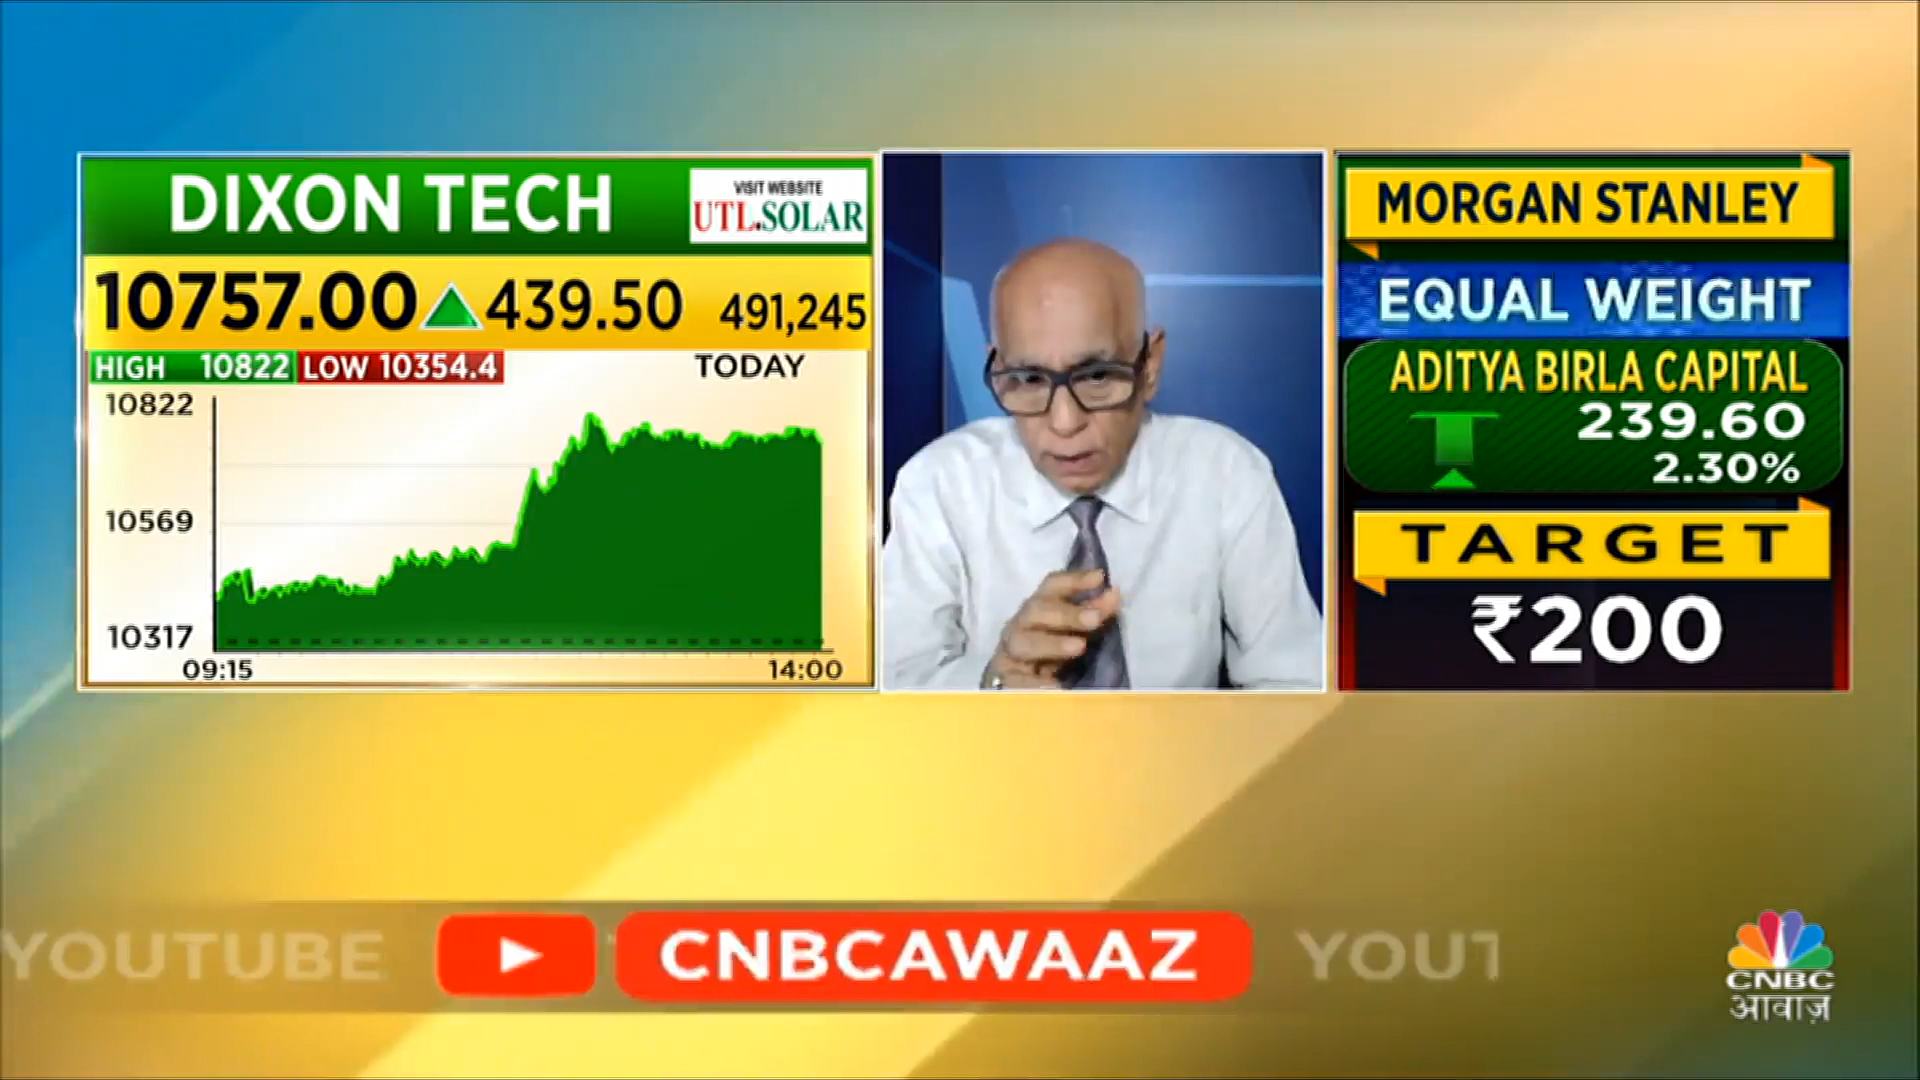 DIXON TECH
VISIT WEBSITE
UTL.SOLAR
10757.00 439.50 491,245
HIGH 10822 LOW 10354.4 TODAY
10822
10569
10317
09:15 14:00
MORGAN STANLEY
EQUAL WEIGHT
ADITYA BIRLA CAPITAL
239.60
2.30%
TARGET
₹200
YOUTUBE CNBCAWAAZ YOUT
CNBC
आवाज़